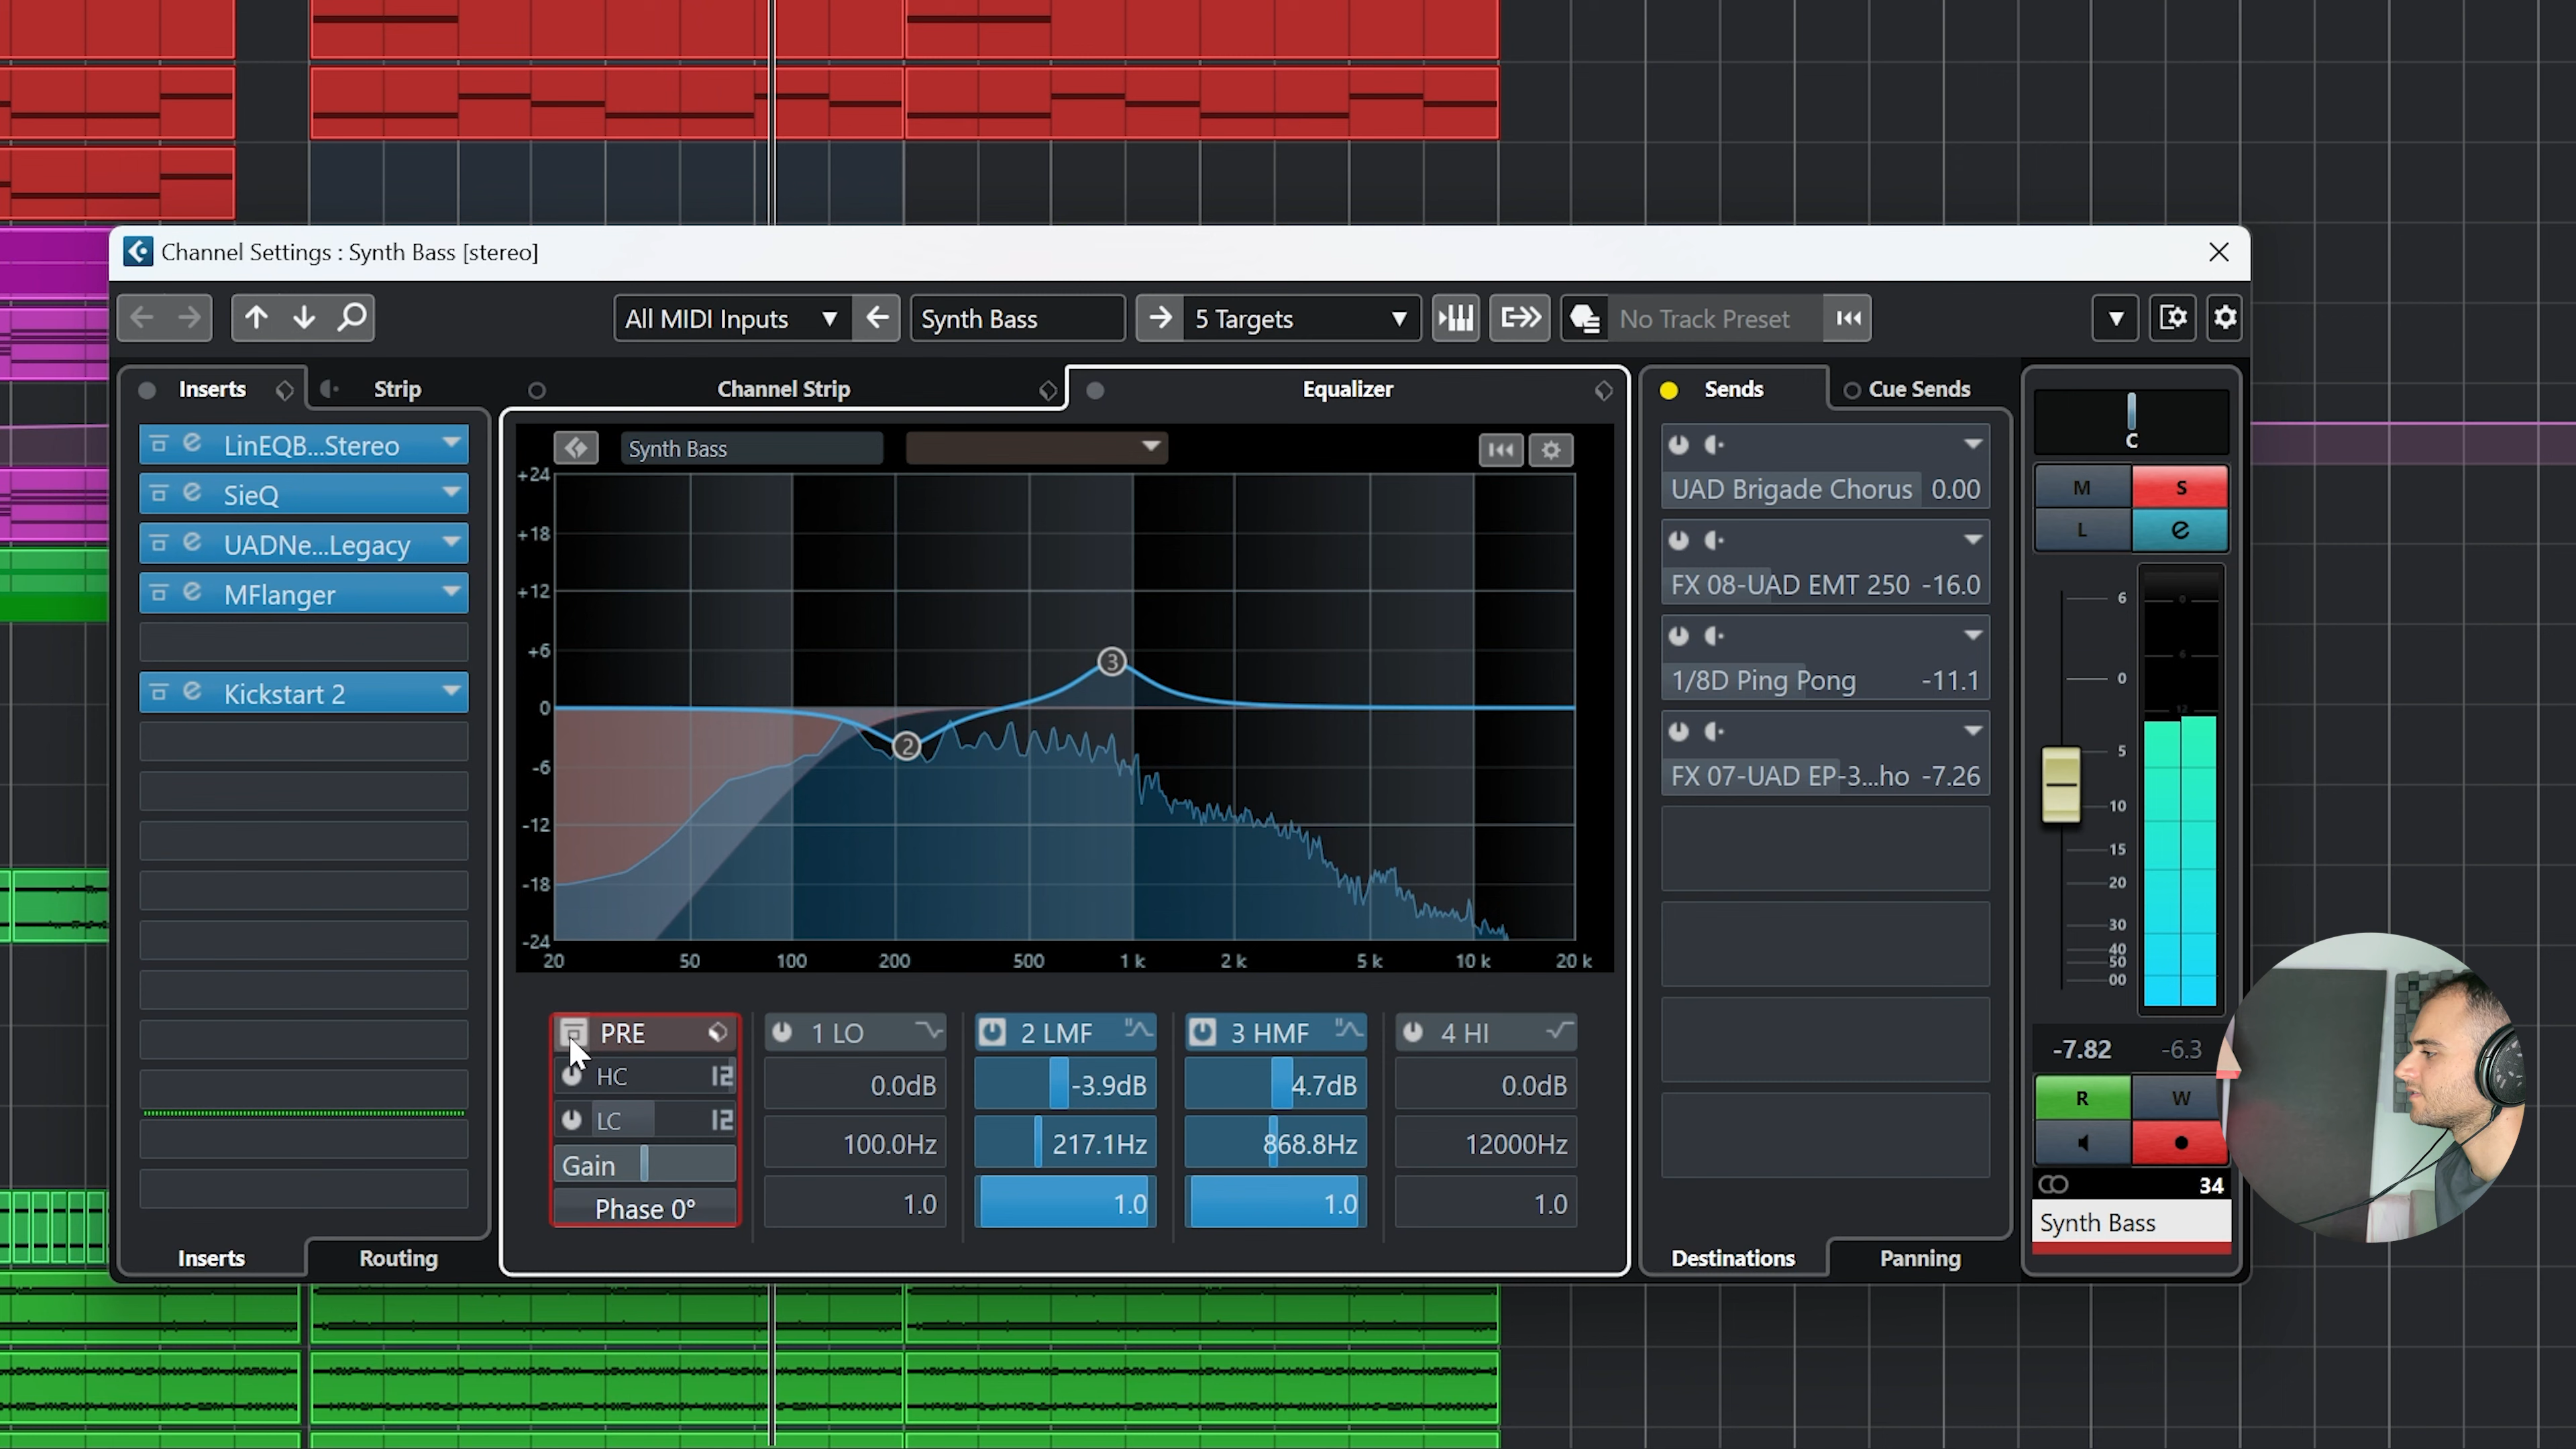 Channel Settings : Synth Bass [stereo]
All MIDI Inputs
Synth Bass
5 Targets
No Track Preset
Inserts
Strip
Channel Strip
Equalizer
Sends
Cue Sends
LinEQB...Stereo
SieQ
UADNe...Legacy
MFlanger
Kickstart 2
Inserts
Routing
Synth Bass
+24
+18
+12
+6
0
-6
-12
-18
-24
20
50
100
200
500
1 k
2 k
5 k
10 k
20 k
2
3
PRE
HC
12
LC
12
Gain
Phase 0°
1 LO
0.0dB
100.0Hz
1.0
2 LMF
-3.9dB
217.1Hz
1.0
3 HMF
4.7dB
868.8Hz
1.0
4 HI
0.0dB
12000Hz
1.0
UAD Brigade Chorus 0.00
FX 08-UAD EMT 250 -16.0
1/8D Ping Pong -11.1
FX 07-UAD EP-3...ho -7.26
Destinations
Panning
C
M
S
L
e
6
0
5
10
15
20
30
40
50
00
0
6
12
-7.82
-6.3
R
W
34
Synth Bass